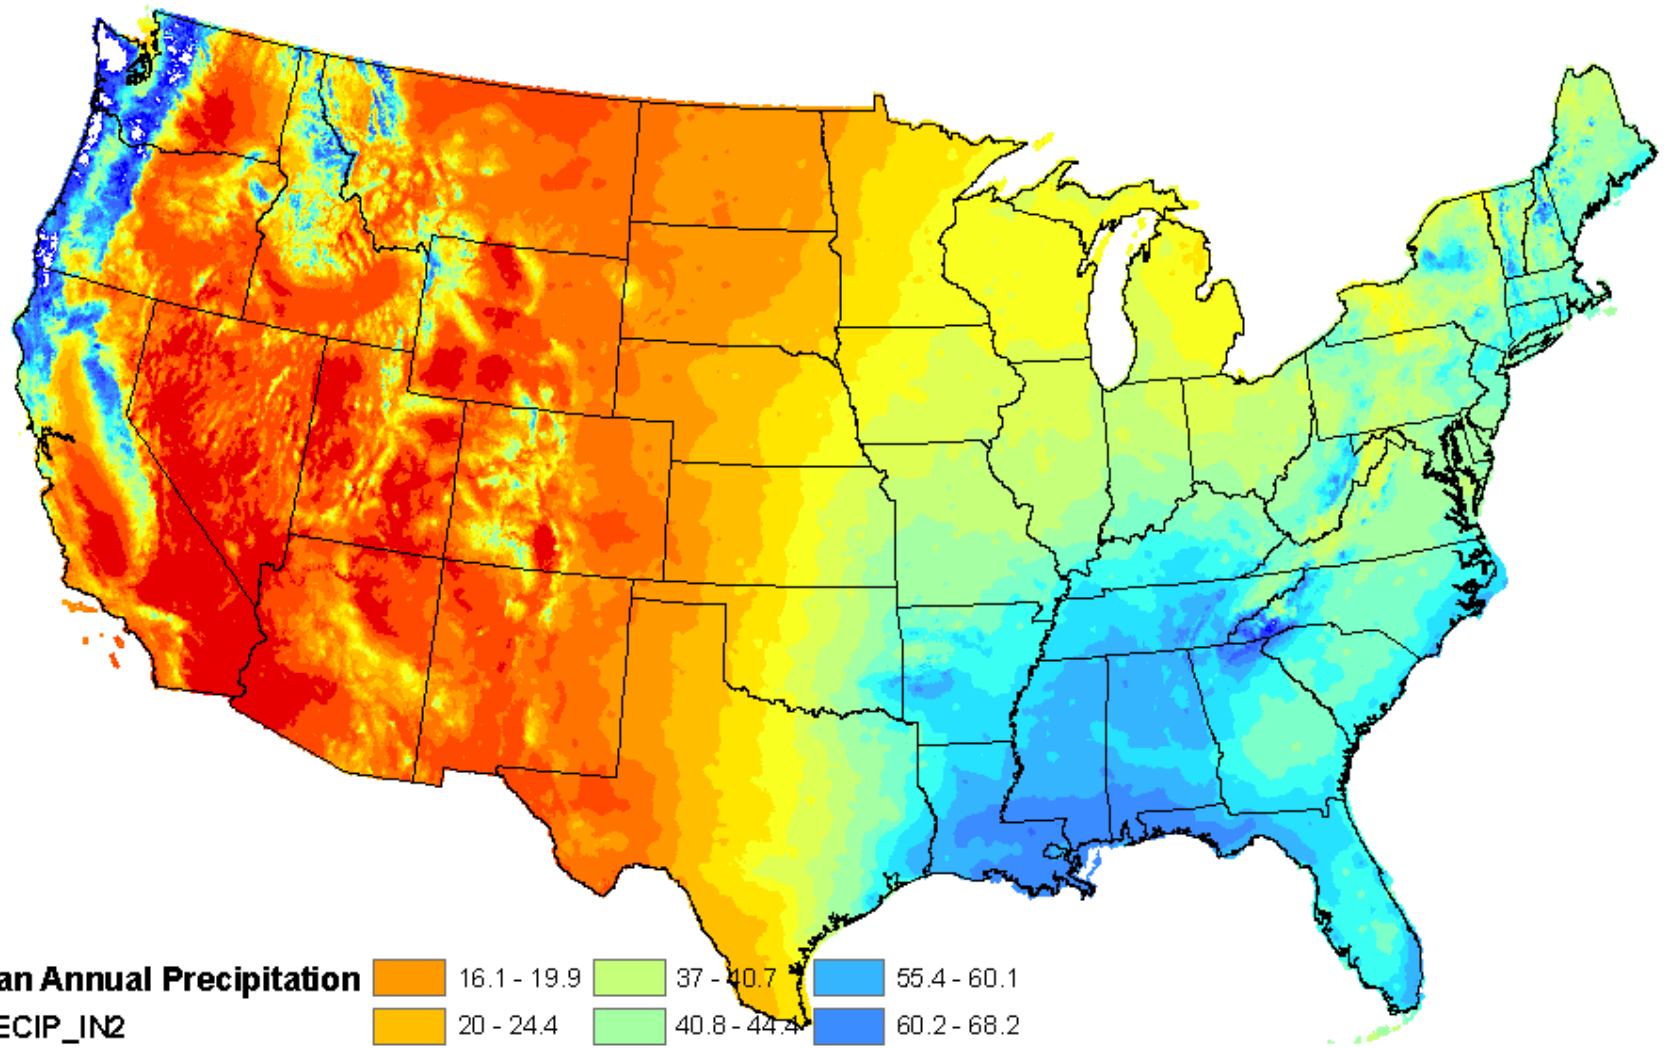 an Annual Precipitation 16.1 - 19.9 37 - 40.7 55.4 - 60.1
ECIP_IN2 20 - 24.4 40.8 - 44.4 60.2 - 68.2